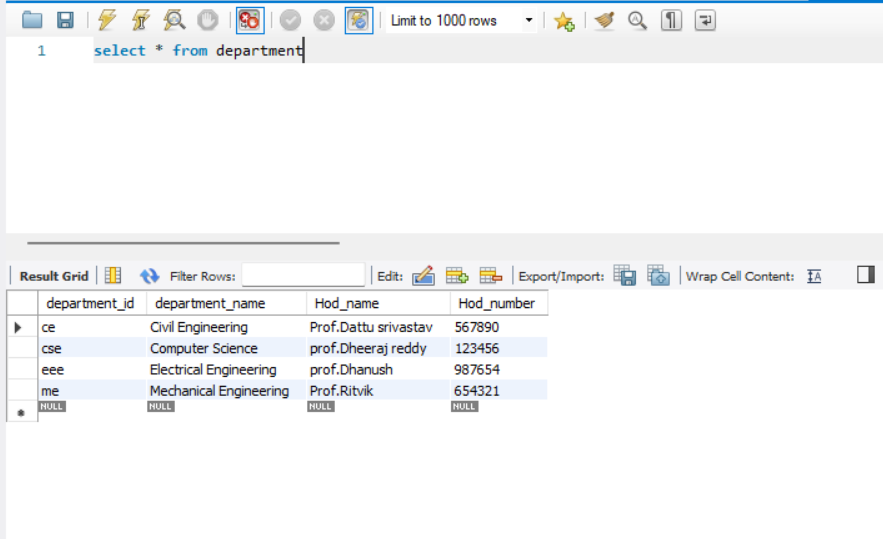 Limit to 1000 rows
1 select * from department
Result Grid Filter Rows: Edit: Export/Import: Wrap Cell Content: IA
department_id department_name Hod_name Hod_number
ce Civil Engineering Prof.Dattu srivastav 567890
cse Computer Science prof.Dheeraj reddy 123456
eee Electrical Engineering prof.Dhanush 987654
me Mechanical Engineering Prof.Ritvik 654321
NULL NULL NULL NULL